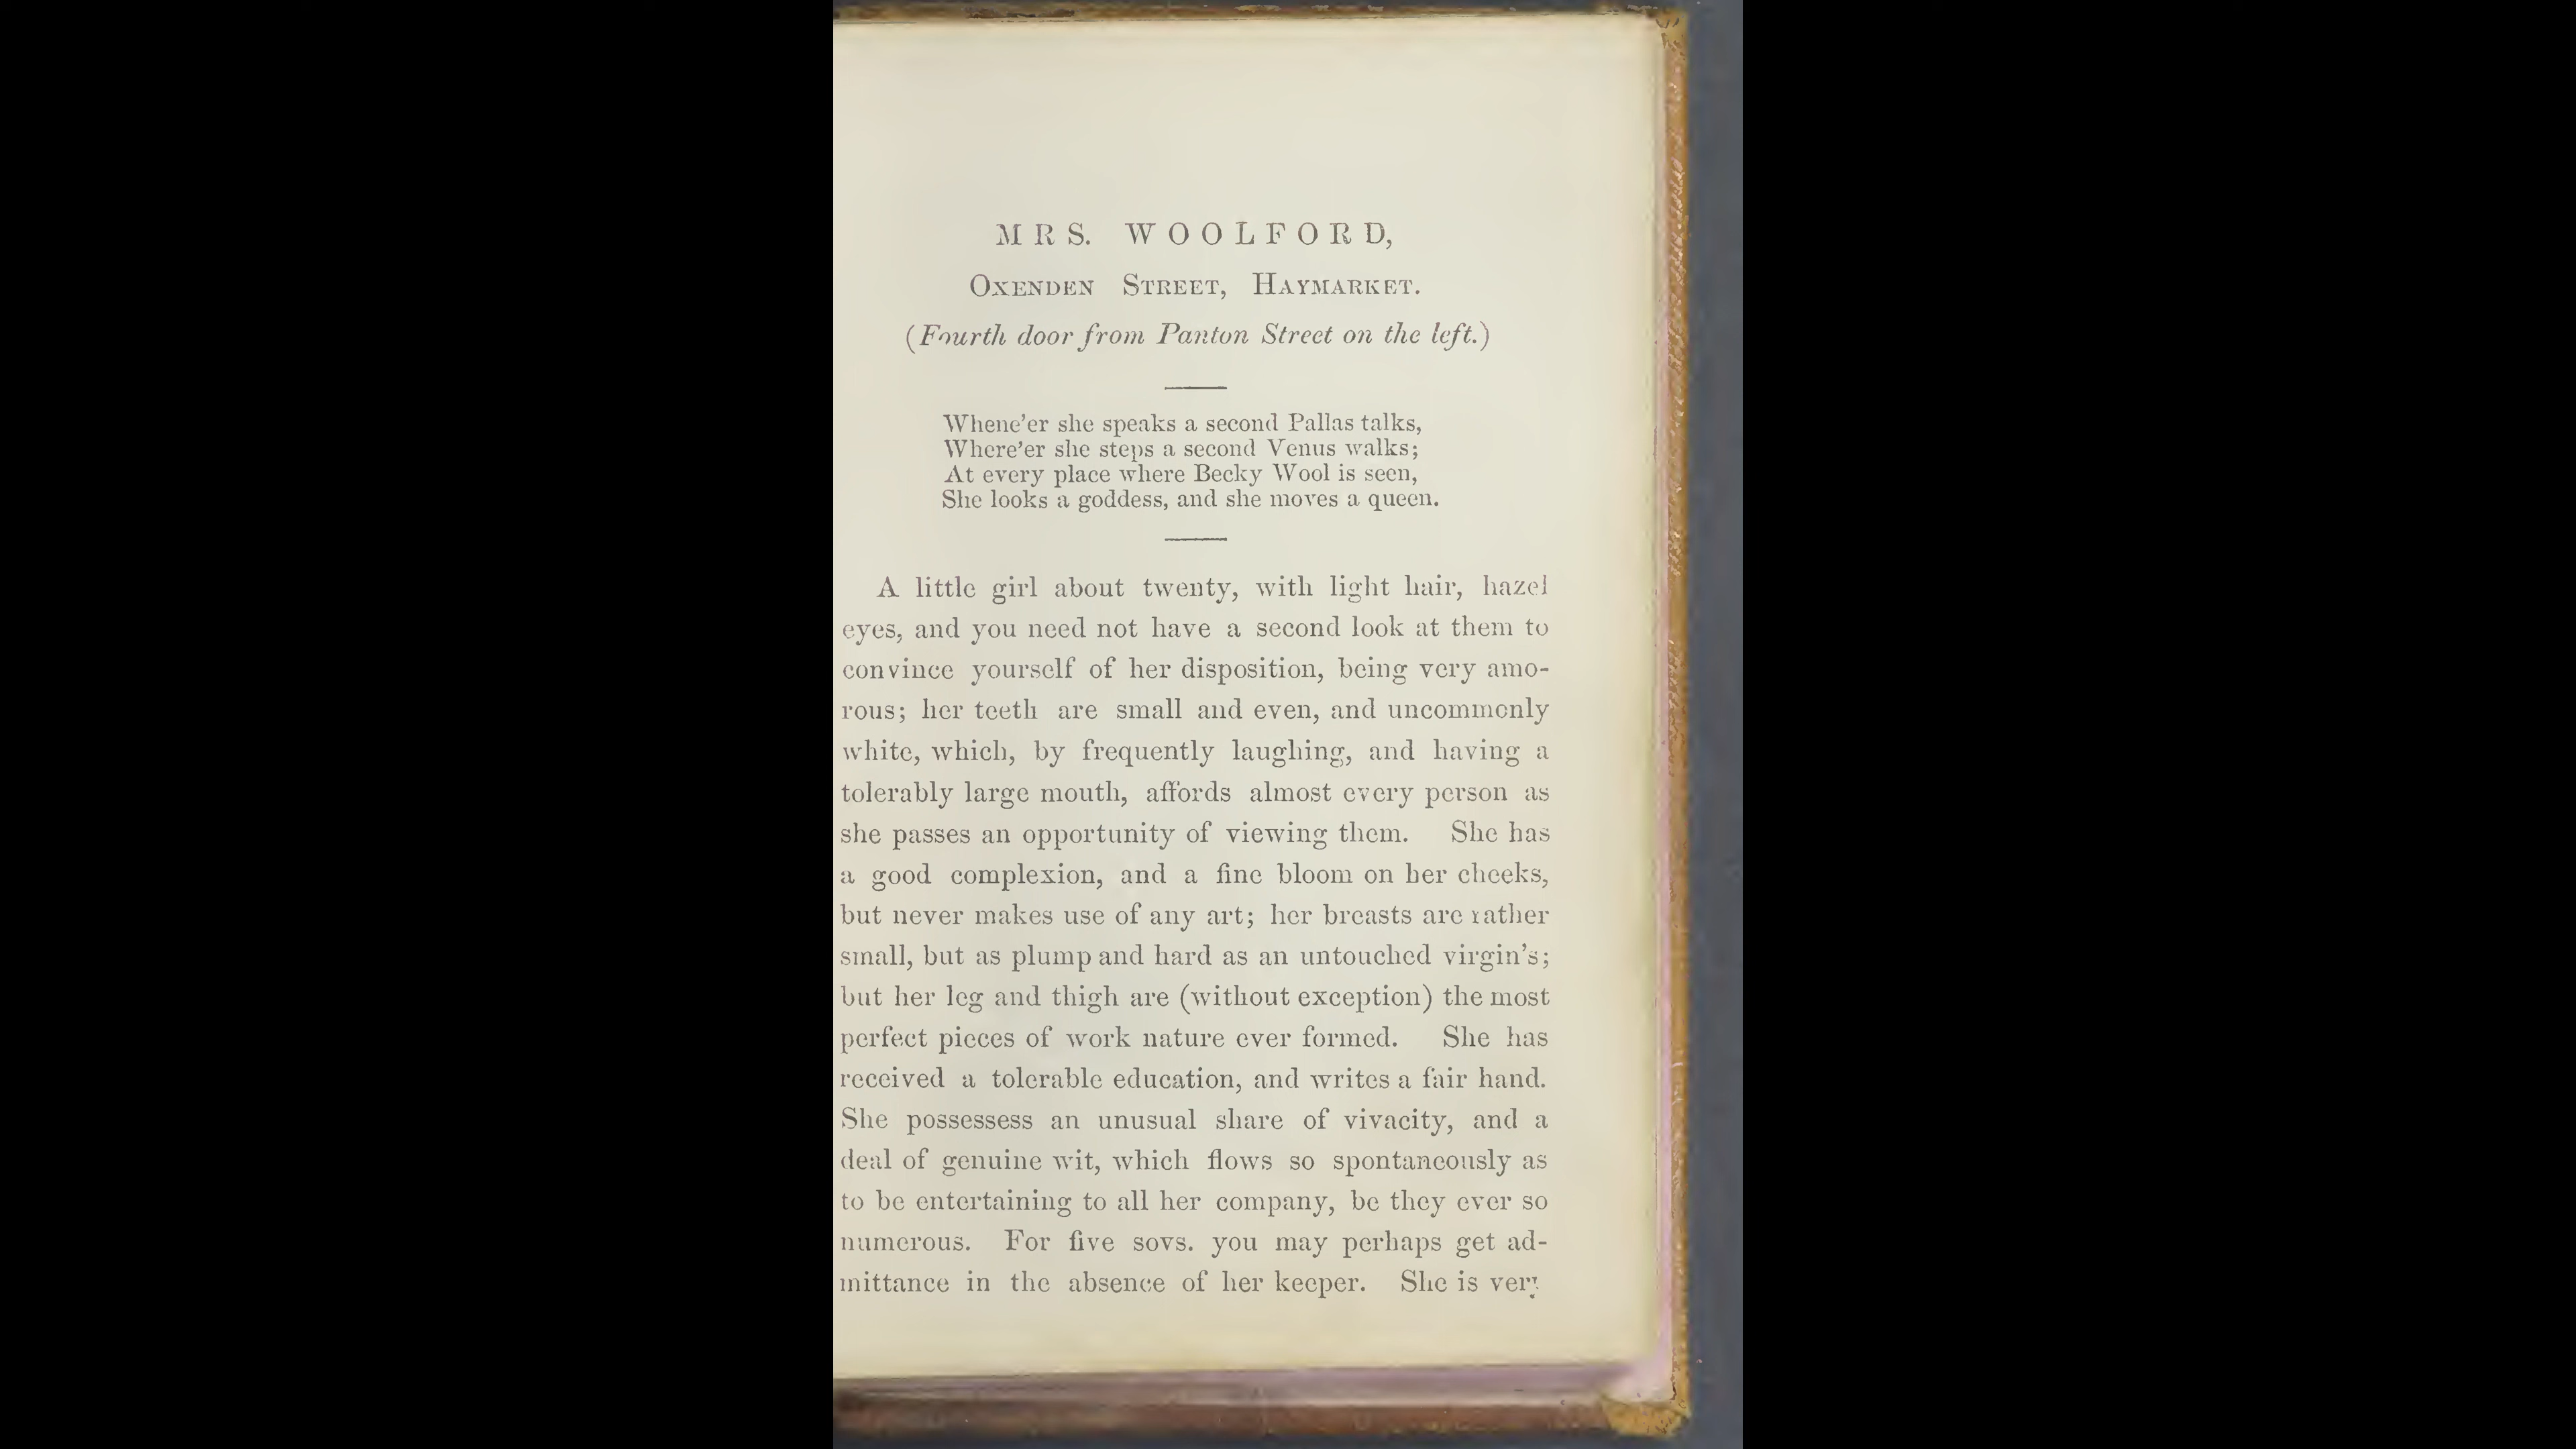 MRS. WOOLFORD,
OXENDEN STREET, HAYMARKET.
(Fourth door from Panton Street on the left.)
Whene'er she speaks a second Pallas talks,
Where'er she steps a second Venus walks;
At every place where Becky Wool is seen,
She looks a goddess, and she moves a queen.
A little girl about twenty, with light hair, hazel
eyes, and you need not have a second look at them to
convince yourself of her disposition, being very amo-
rous; her teeth are small and even, and uncommonly
white, which, by frequently laughing, and having a
tolerably large mouth, affords almost every person as
she passes an opportunity of viewing them. She has
a good complexion, and a fine bloom on her cheeks,
but never makes use of any art; her breasts are rather
small, but as plump and hard as an untouched virgin's;
but her leg and thigh are (without exception) the most
perfect pieces of work nature ever formed. She has
received a tolerable education, and writes a fair hand.
She possessess an unusual share of vivacity, and a
deal of genuine wit, which flows so spontaneously as
to be entertaining to all her company, be they ever so
numerous. For five sovs. you may perhaps get ad-
mittance in the absence of her keeper. She is very